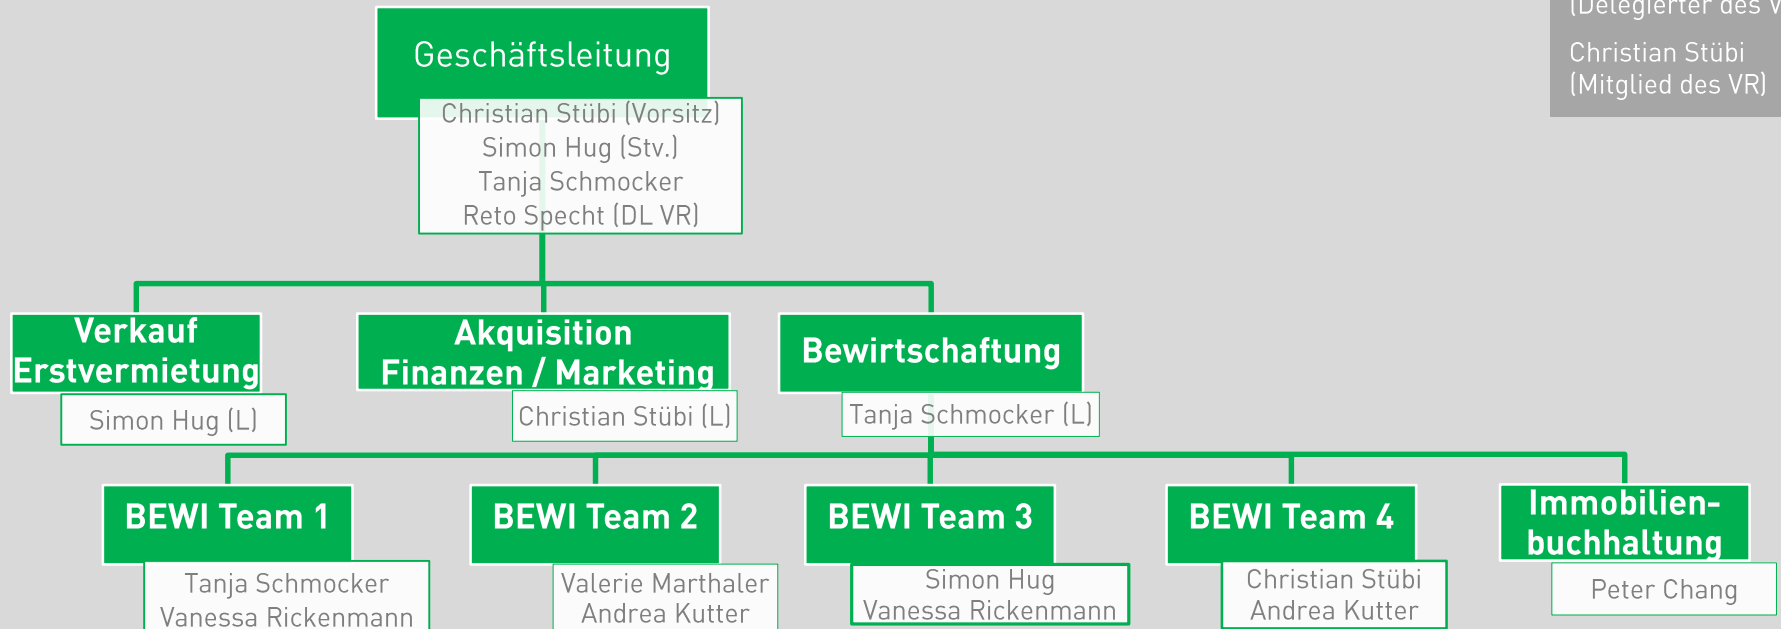 (Delegierter des
Christian Stübi
(Mitglied des VR)
Geschäftsleitung
Christian Stübi (Vorsitz)
Simon Hug (Stv.)
Tanja Schmocker
Reto Specht (DL VR)
Verkauf
Erstvermietung
Simon Hug (L)
Akquisition
Finanzen / Marketing
Christian Stübi (L)
Bewirtschaftung
Tanja Schmocker (L)
BEWI Team 1
Tanja Schmocker
Vanessa Rickenmann
BEWI Team 2
Valerie Marthaler
Andrea Kutter
BEWI Team 3
Simon Hug
Vanessa Rickenmann
BEWI Team 4
Christian Stübi
Andrea Kutter
Immobilien-
buchhaltung
Peter Chang